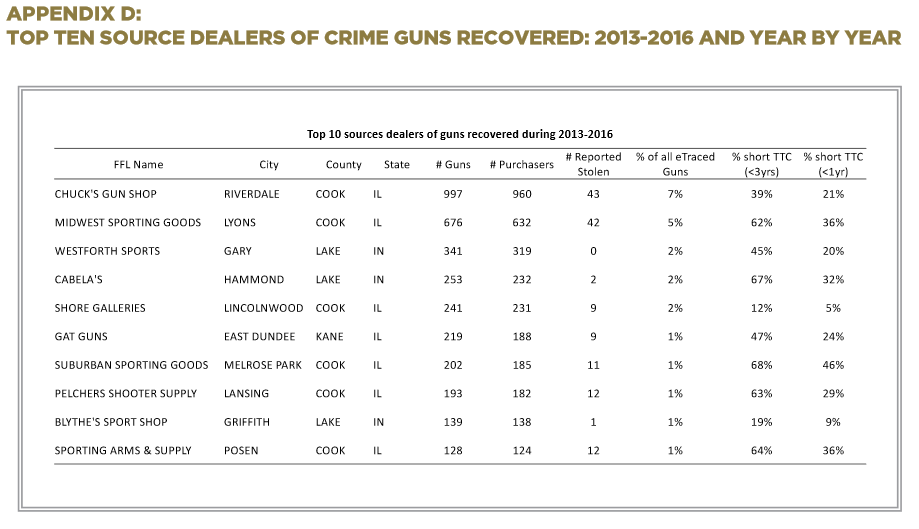 APPENDIX D:
TOP TEN SOURCE DEALERS OF CRIME GUNS RECOVERED: 2013-2016 AND YEAR BY YEAR
Top 10 sources dealers of guns recovered during 2013-2016
FFL Name City County State # Guns # Purchasers # Reported Stolen % of all eTraced Guns % short TTC (<3yrs) % short TTC (<1yr)
CHUCK'S GUN SHOP RIVERDALE COOK IL 997 960 43 7% 39% 21%
MIDWEST SPORTING GOODS LYONS COOK IL 676 632 42 5% 62% 36%
WESTFORTH SPORTS GARY LAKE IN 341 319 0 2% 45% 20%
CABELA'S HAMMOND LAKE IN 253 232 2 2% 67% 32%
SHORE GALLERIES LINCOLNWOOD COOK IL 241 231 9 2% 12% 5%
GAT GUNS EAST DUNDEE KANE IL 219 188 9 1% 47% 24%
SUBURBAN SPORTING GOODS MELROSE PARK COOK IL 202 185 11 1% 68% 46%
PELCHERS SHOOTER SUPPLY LANSING COOK IL 193 182 12 1% 63% 29%
BLYTHE'S SPORT SHOP GRIFFITH LAKE IN 139 138 1 1% 19% 9%
SPORTING ARMS & SUPPLY POSEN COOK IL 128 124 12 1% 64% 36%